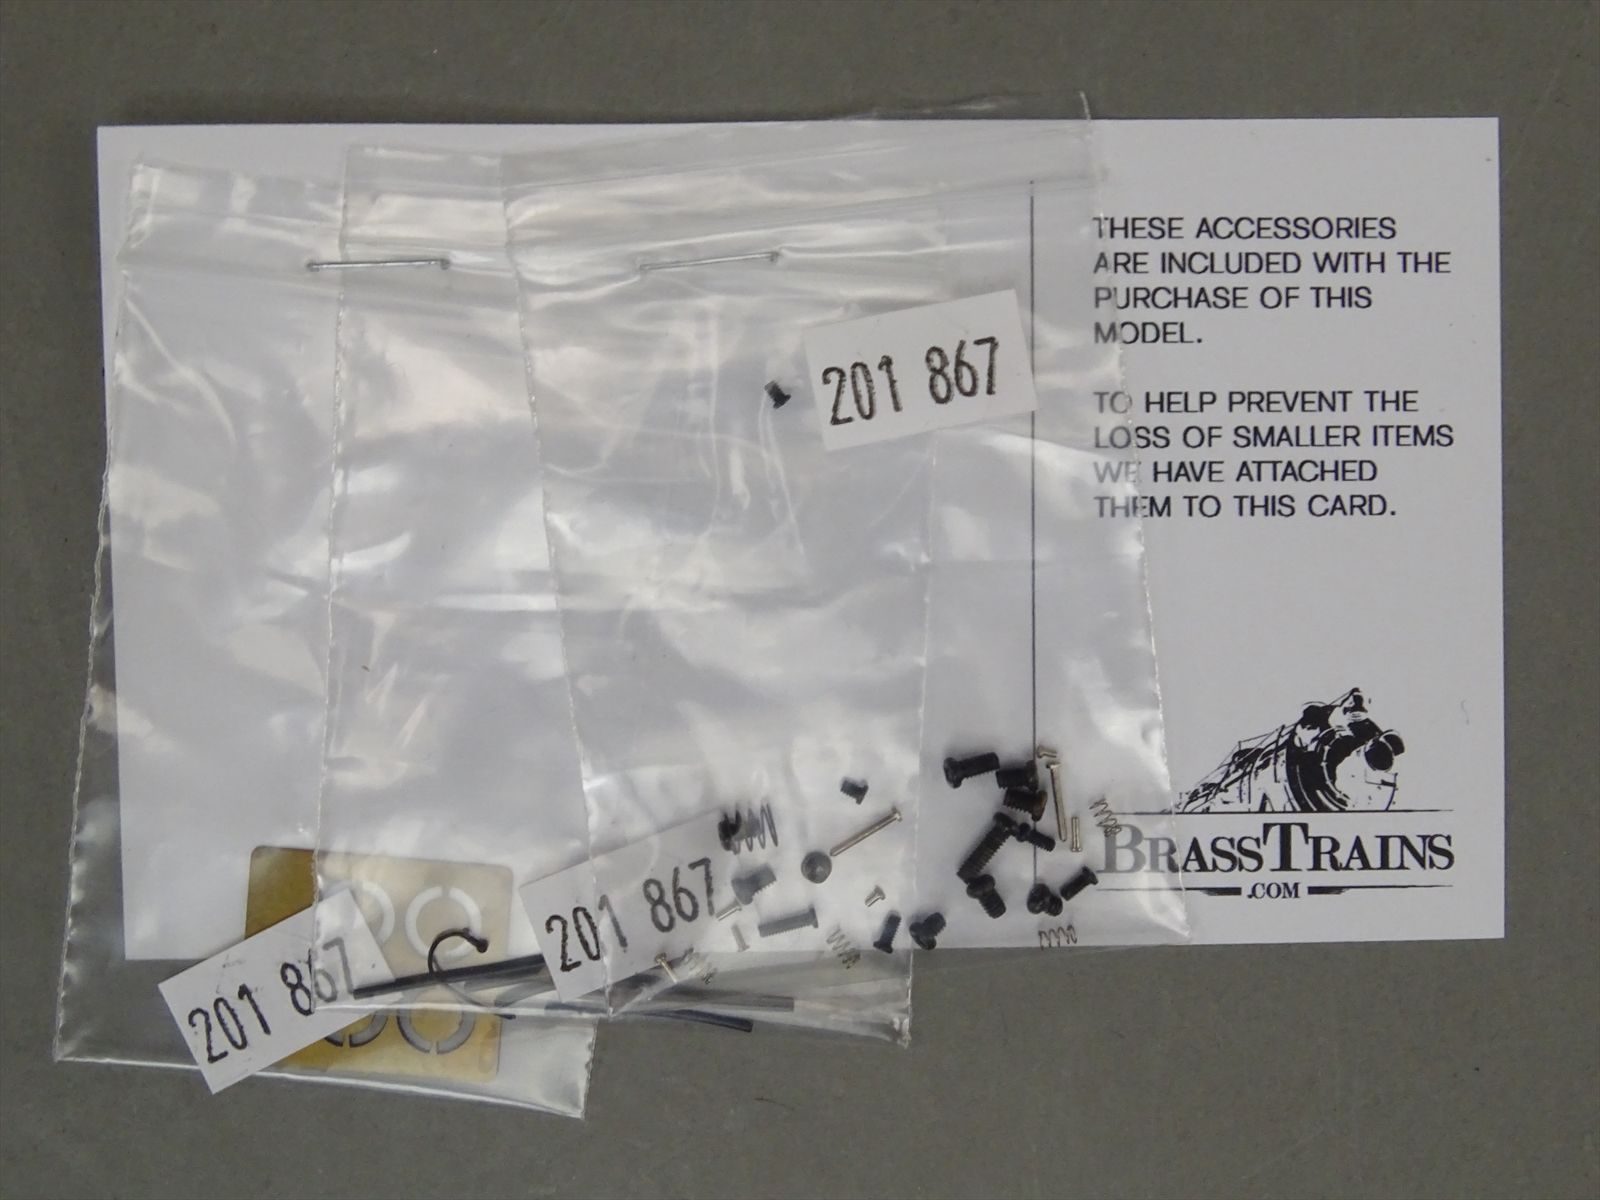 THESE ACCESSORIES
ARE INCLUDED WITH THE
PURCHASE OF THIS
MODEL.
TO HELP PREVENT THE
LOSS OF SMALLER ITEMS
WE HAVE ATTACHED
THEM TO THIS CARD.
201 867
201 867
201 867
BRASSTRAINS
.COM